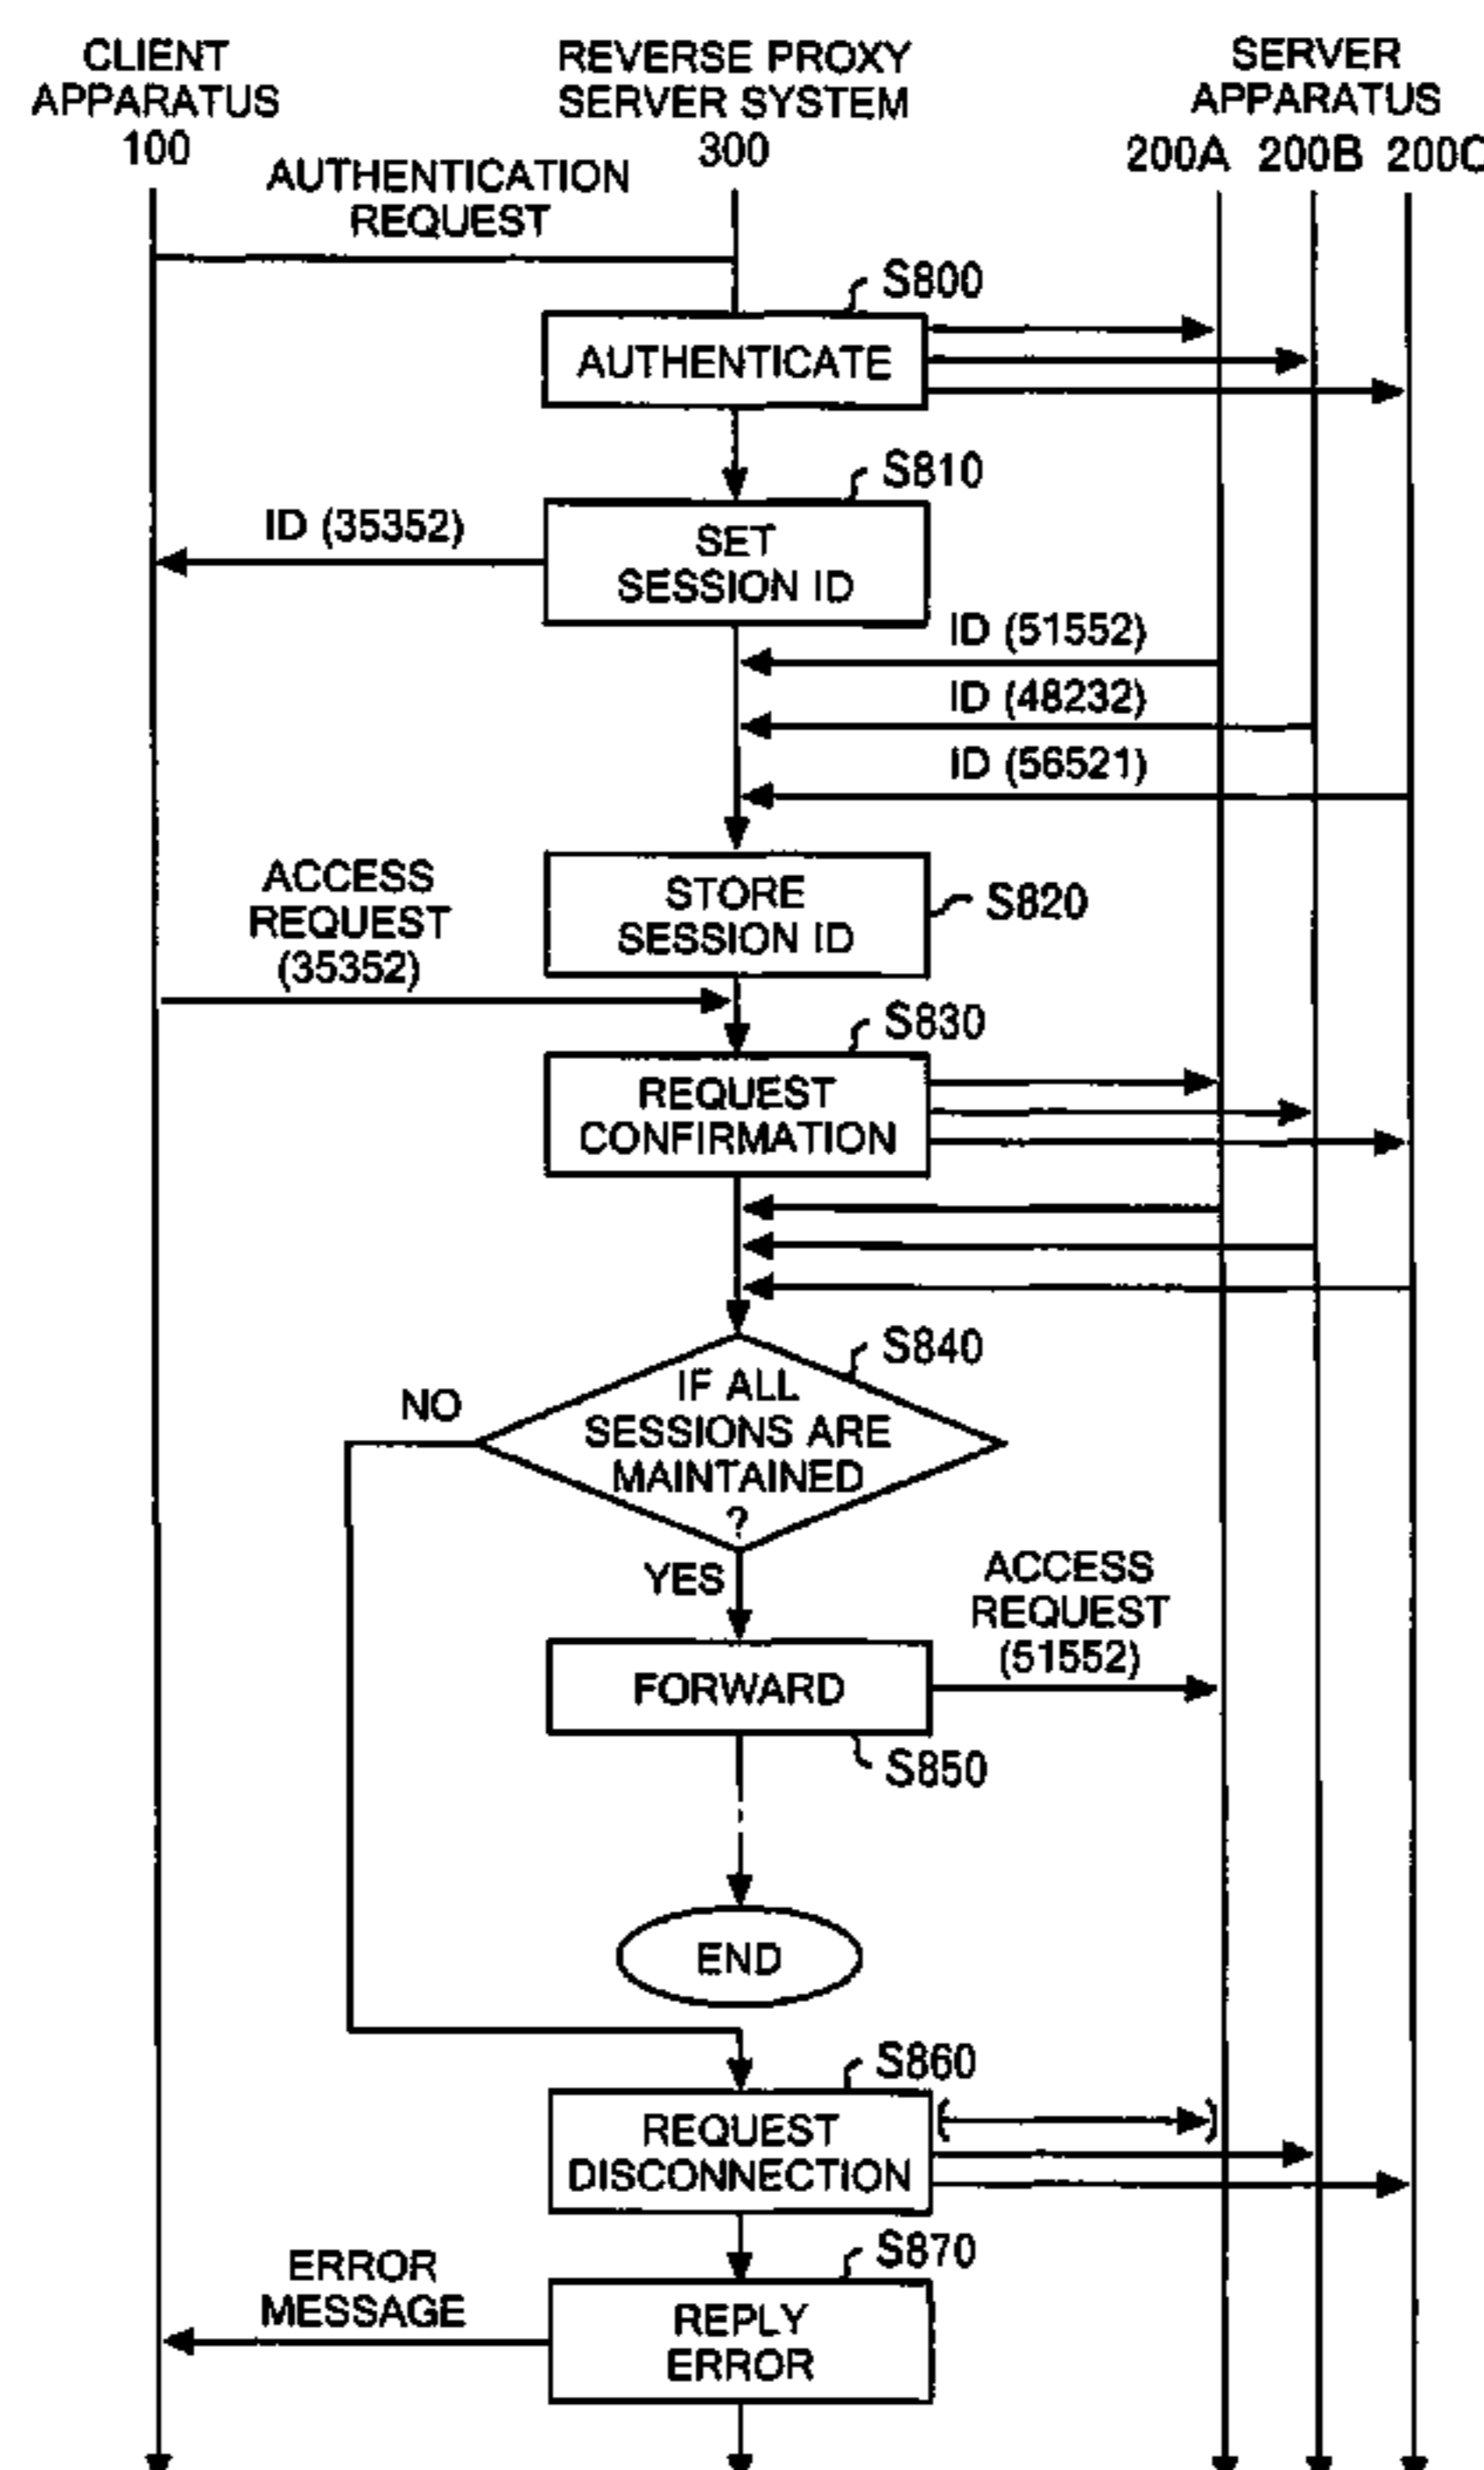 CLIENT
APPARATUS
100
REVERSE PROXY
SERVER SYSTEM
300
SERVER
APPARATUS
200A 200B 200C
AUTHENTICATION
REQUEST
S800
AUTHENTICATE
S810
ID (35352)
SET
SESSION ID
ID (51552)
ID (48232)
ID (56521)
ACCESS
REQUEST
(35352)
STORE
SESSION ID
S820
S830
REQUEST
CONFIRMATION
S840
NO
IF ALL
SESSIONS ARE
MAINTAINED
?
YES
ACCESS
REQUEST
(51552)
FORWARD
S850
END
S860
REQUEST
DISCONNECTION
S870
ERROR
MESSAGE
REPLY
ERROR